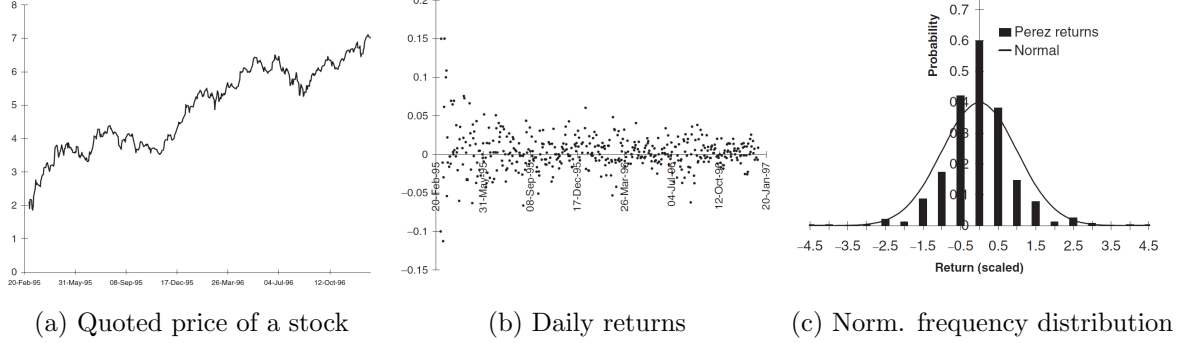 8
7
6
5
4
3
2
1
0
20-Feb-95 31-May-95 08-Sep-95 17-Dec-95 26-Mar-96 04-Jul-96 12-Oct-96
(a) Quoted price of a stock
0.2
0.15
0.1
0.05
0
−0.05
−0.1
−0.15
20-Feb-95 31-May-95 08-Sep-95 17-Dec-95 26-Mar-96 04-Jul-96 12-Oct-96 20-Jan-97
(b) Daily returns
Probability
0.7
0.6
0.5
0.4
0.3
0.2
0.1
0
Perez returns
Normal
−4.5 −3.5 −2.5 −1.5 −0.5 0.5 1.5 2.5 3.5 4.5
Return (scaled)
(c) Norm. frequency distribution